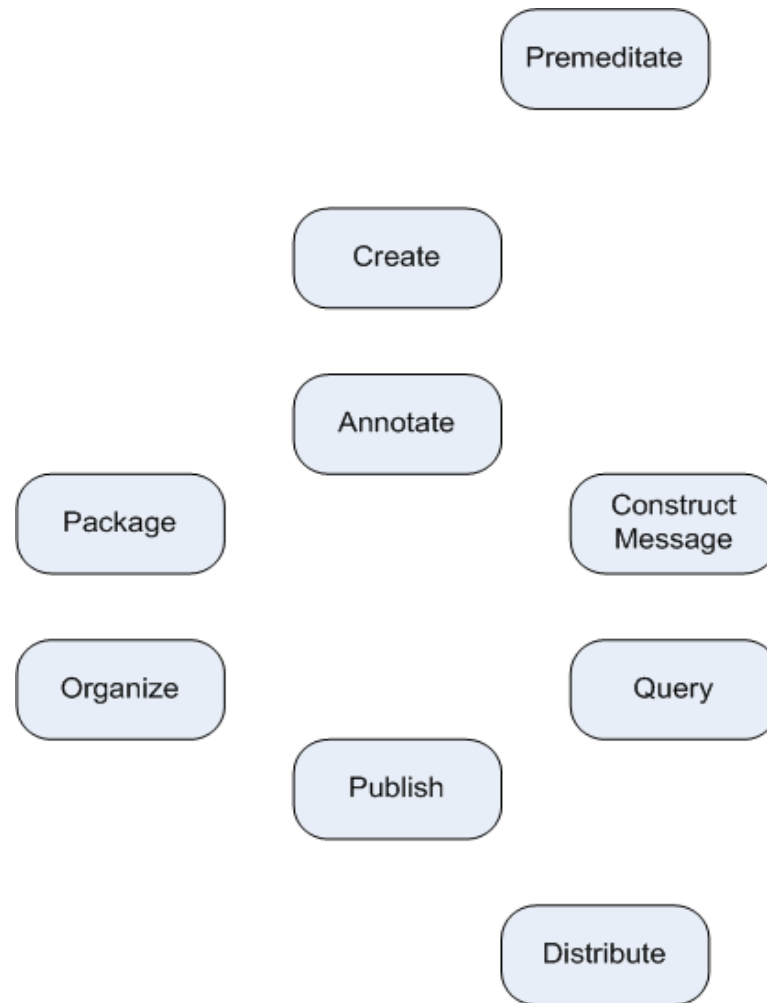 Premeditate
Create
Annotate
Package
Construct
Message
Organize
Query
Publish
Distribute